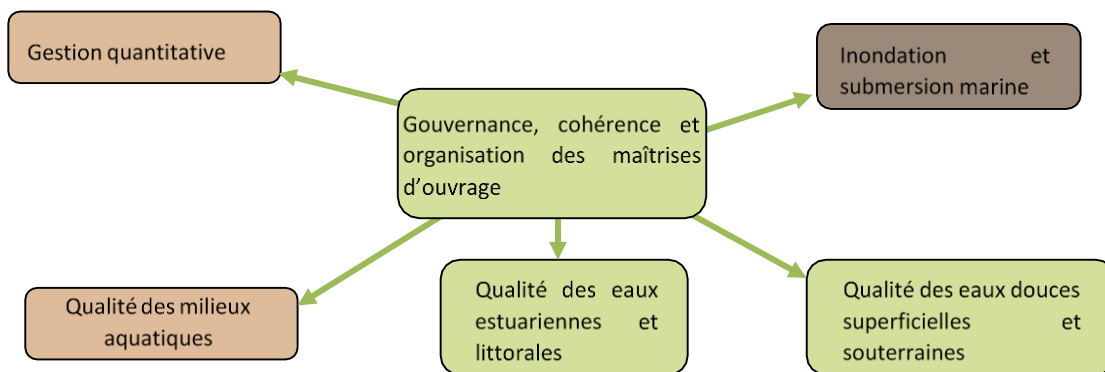 Gestion quantitative
Inondation et
submersion marine
Gouvernance, cohérence et
organisation des maîtrises
d'ouvrage
Qualité des milieux
aquatiques
Qualité des eaux
estuariennes et
littorales
Qualité des eaux douces
superficielles et
souterraines